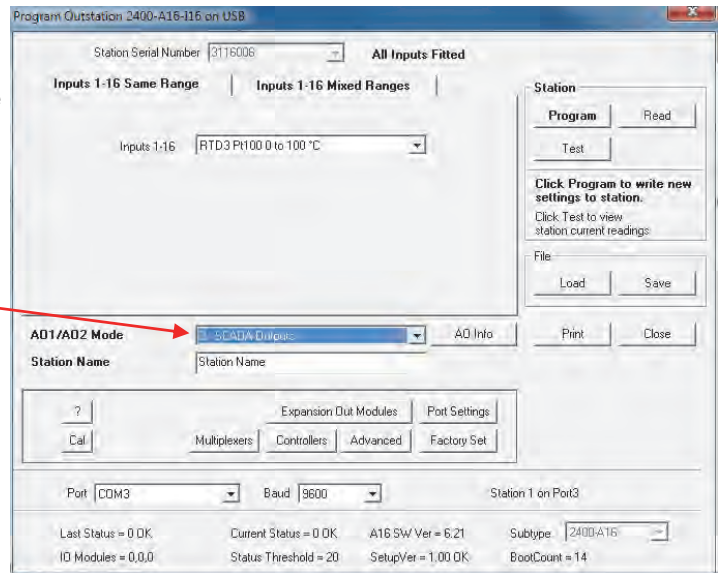 Program Outstation 2400-A16-I16 on USB
Station Serial Number 3116006 All Inputs Fitted
Inputs 1-16 Same Range Inputs 1-16 Mixed Ranges
Inputs 1-16 RTD3 Pt100 0 to 100 °C
Station
Program Read
Test
Click Program to write new
settings to station.
Click Test to view
station current readings
File
Load Save
AO1/AO2 Mode SCADA Outputs AO Info Print Close
Station Name Station Name
? Expansion Out Modules Port Settings
Cal Multiplexers Controllers Advanced Factory Set
Port COM3 Baud 9600 Station 1 on Port3
Last Status = 0 OK Current Status = 0 OK A16 SW Ver = 6.21 Subtype 2400-A16
IO Modules = 0,0,0 Status Threshold = 20 SetupVer = 1.00 OK BootCount = 14